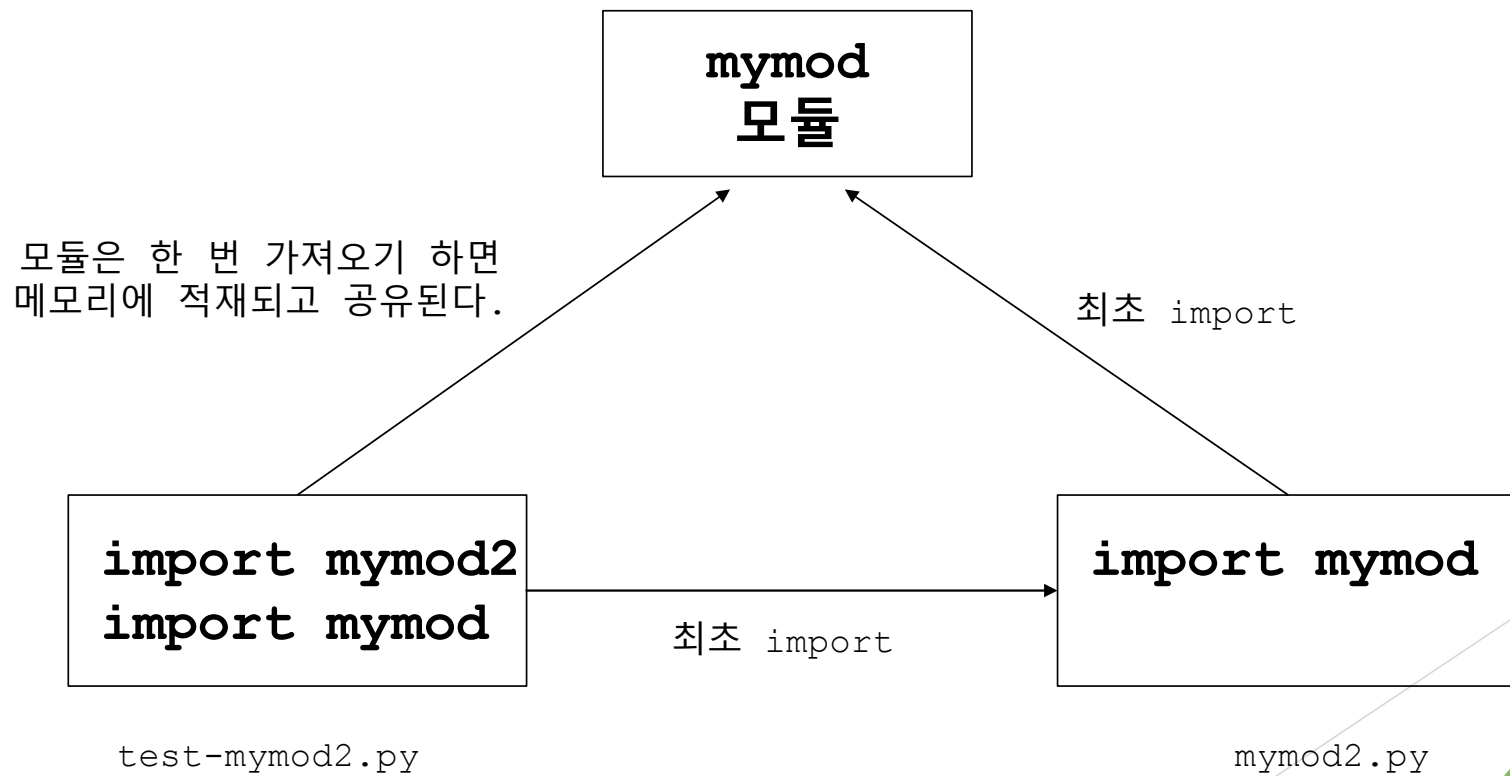 mymod
모듈
모듈은 한 번 가져오기 하면
메모리에 적재되고 공유된다.
최초 import
import mymod2
import mymod
import mymod
최초 import
test-mymod2.py
mymod2.py